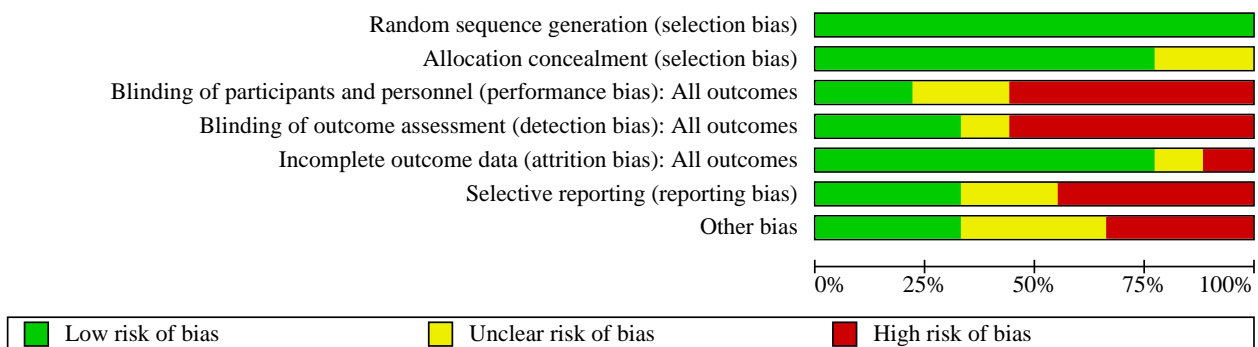 Random sequence generation (selection bias)
Allocation concealment (selection bias)
Blinding of participants and personnel (performance bias): All outcomes
Blinding of outcome assessment (detection bias): All outcomes
Incomplete outcome data (attrition bias): All outcomes
Selective reporting (reporting bias)
Other bias
0% 25% 50% 75% 100%
Low risk of bias Unclear risk of bias High risk of bias